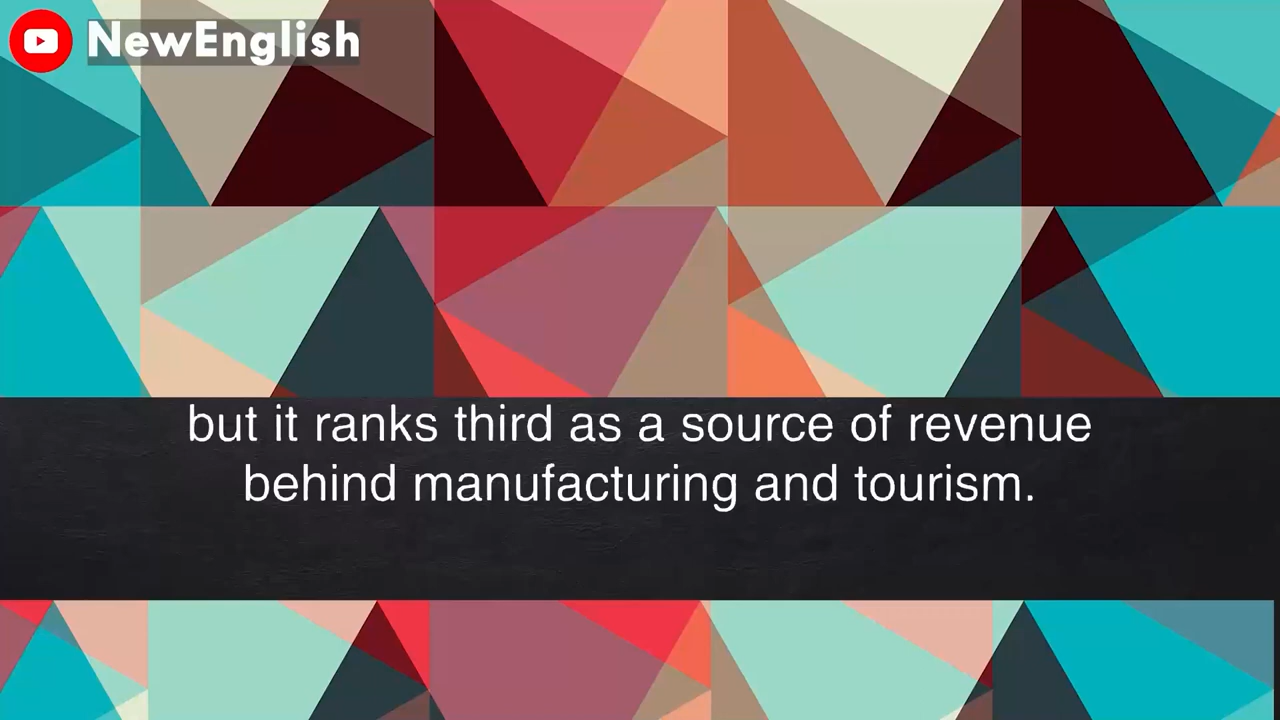 NewEnglish
but it ranks third as a source of revenue
behind manufacturing and tourism.